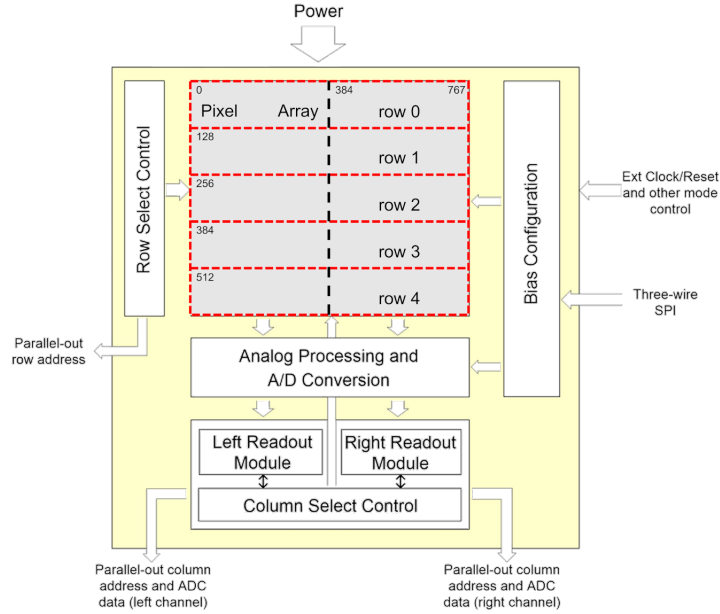 Power
0
384
767
Pixel
Array
row 0
128
row 1
256
row 2
384
row 3
512
row 4
Row Select Control
Bias Configuration
Ext Clock/Reset
and other mode
control
Three-wire
SPI
Parallel-out
row address
Analog Processing and
A/D Conversion
Left Readout
Module
Right Readout
Module
Column Select Control
Parallel-out column
address and ADC
data (left channel)
Parallel-out column
address and ADC
data (right channel)